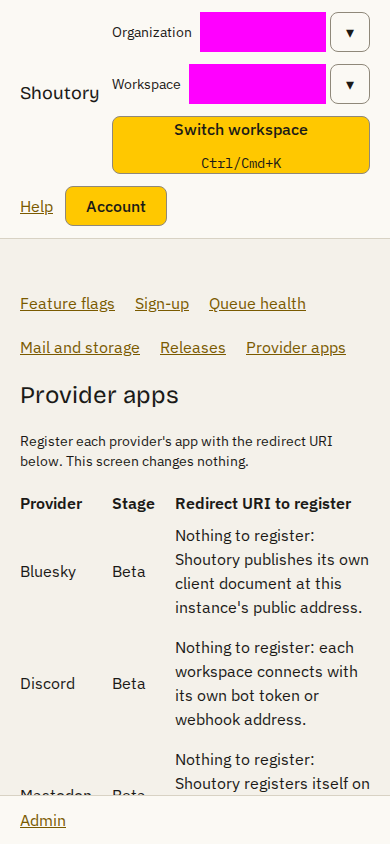 Organization
▼
Workspace
▼
Shoutory
Switch workspace
Ctrl/Cmd+K
Help
Account
Feature flags Sign-up Queue health
Mail and storage Releases Provider apps
Provider apps
Register each provider's app with the redirect URI
below. This screen changes nothing.
Provider Stage Redirect URI to register
Bluesky Beta Nothing to register:
Shoutory publishes its own
client document at this
instance's public address.
Discord Beta Nothing to register: each
workspace connects with
its own bot token or
webhook address.
Mastodon Beta Nothing to register:
Shoutory registers itself on
Admin